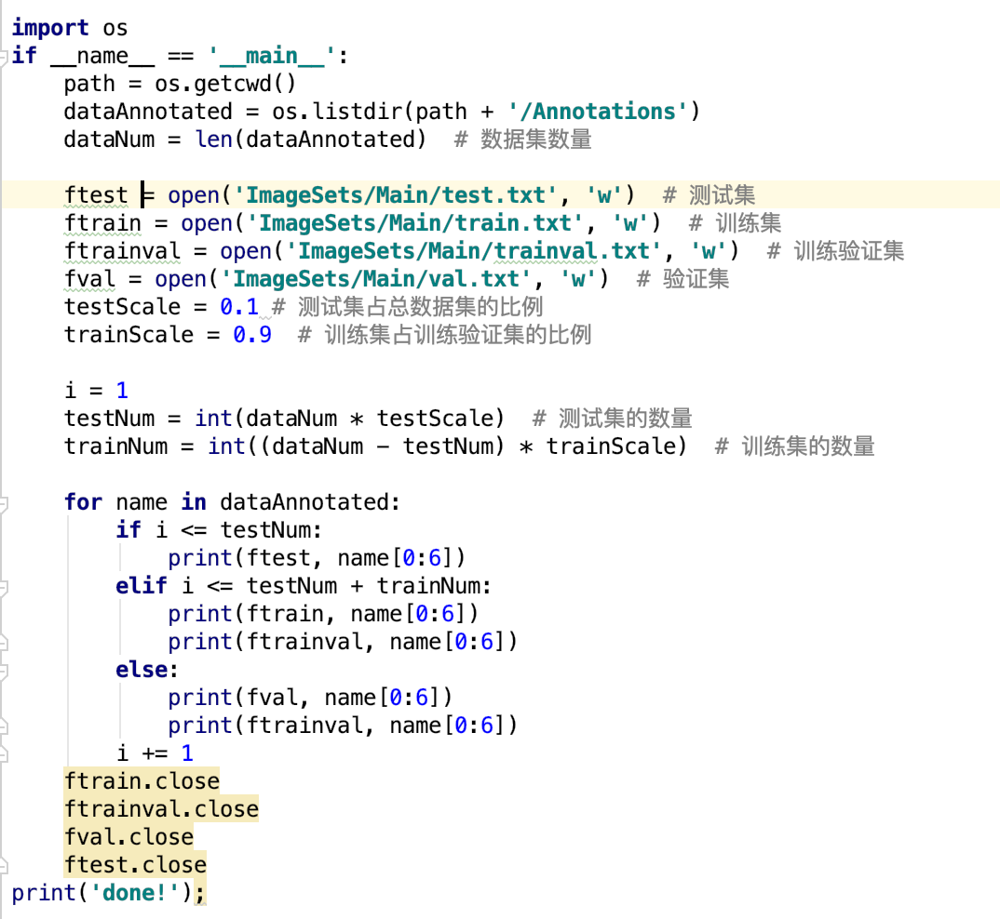 import os
if __name__ == '__main__':
    path = os.getcwd()
    dataAnnotated = os.listdir(path + '/Annotations')
    dataNum = len(dataAnnotated)  # 数据集数量

    ftest = open('ImageSets/Main/test.txt', 'w')  # 测试集
    ftrain = open('ImageSets/Main/train.txt', 'w')  # 训练集
    ftrainval = open('ImageSets/Main/trainval.txt', 'w')  # 训练验证集
    fval = open('ImageSets/Main/val.txt', 'w')  # 验证集
    testScale = 0.1 # 测试集占总数据集的比例
    trainScale = 0.9  # 训练集占训练验证集的比例

    i = 1
    testNum = int(dataNum * testScale)  # 测试集的数量
    trainNum = int((dataNum - testNum) * trainScale)  # 训练集的数量

    for name in dataAnnotated:
        if i <= testNum:
            print(ftest, name[0:6])
        elif i <= testNum + trainNum:
            print(ftrain, name[0:6])
            print(ftrainval, name[0:6])
        else:
            print(fval, name[0:6])
            print(ftrainval, name[0:6])
        i += 1
    ftrain.close
    ftrainval.close
    fval.close
    ftest.close
print('done!');